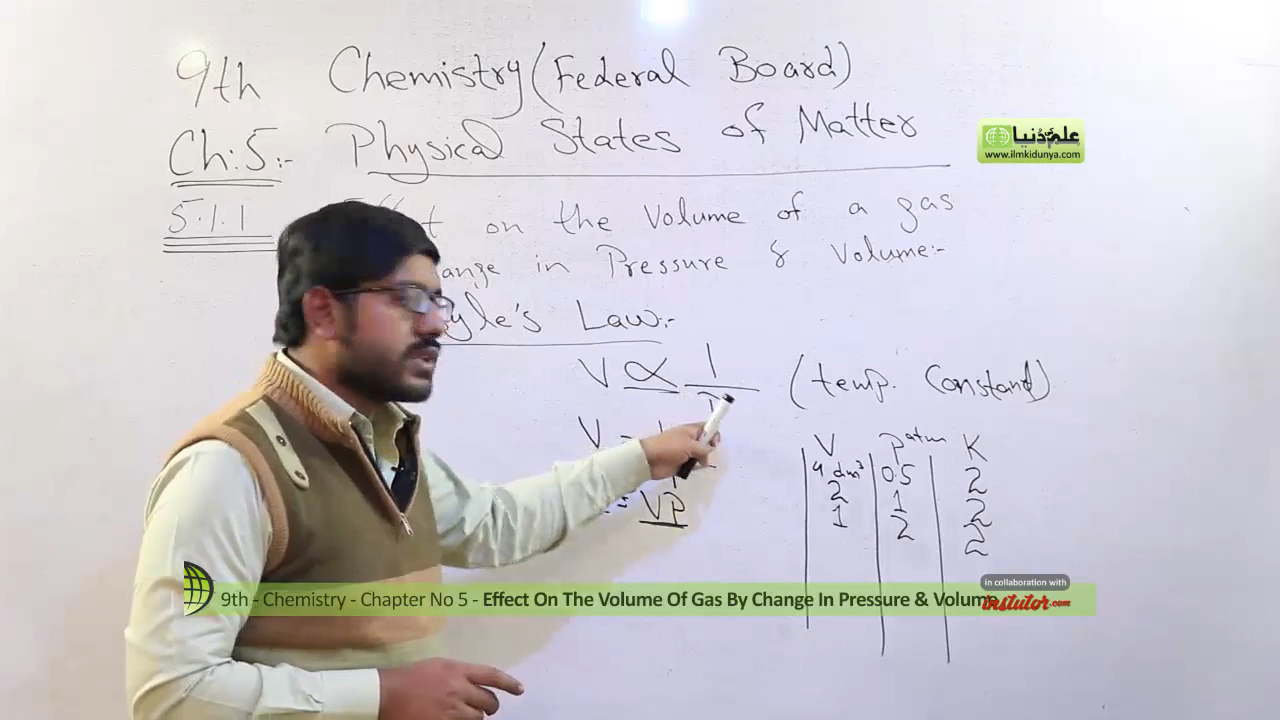 9th Chemistry (Federal Board)
Ch:5:- Physical States of Matter
علم کی دنیا
www.ilmkidunya.com
5.1.1 on the Volume of a gas
in Pressure & Volume:-
Law:-
V ∝ 1 (temp. Constant)
V
= VP
V P atm K
4 dm³ 0.5 2
2 1 2
1 2 2
9th - Chemistry - Chapter No 5 - Effect On The Volume Of Gas By Change In Pressure & Volume
in collaboration with
instutor.com